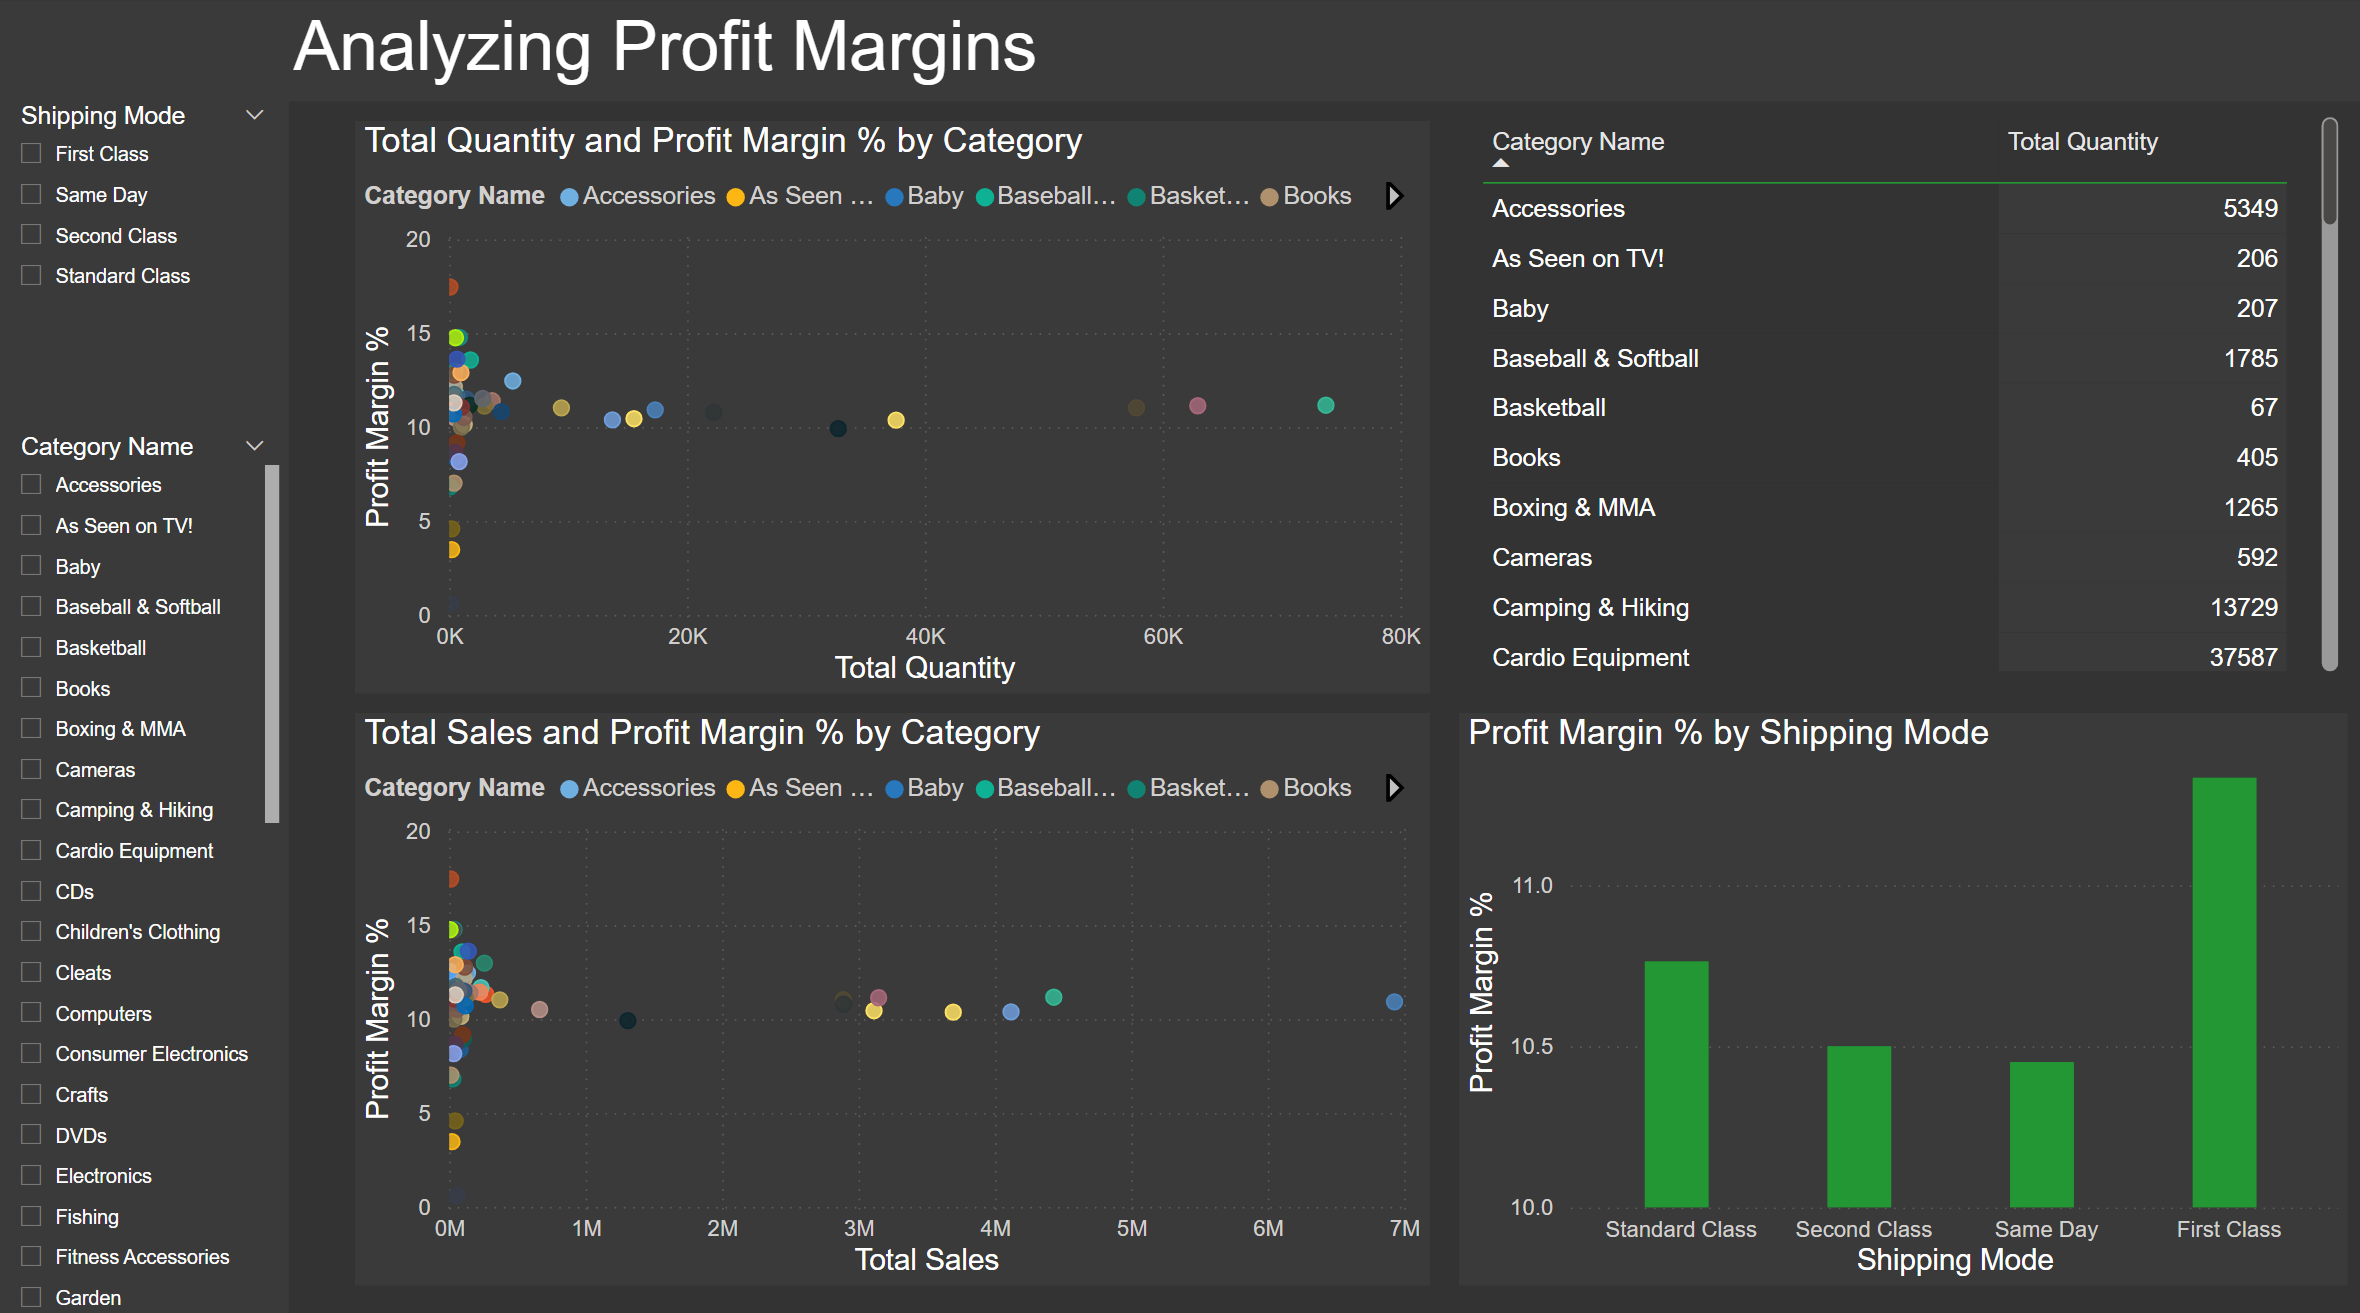 Analyzing Profit Margins
Shipping Mode
First Class
Same Day
Second Class
Standard Class
Category Name
Accessories
As Seen on TV!
Baby
Baseball & Softball
Basketball
Books
Boxing & MMA
Cameras
Camping & Hiking
Cardio Equipment
CDs
Children's Clothing
Cleats
Computers
Consumer Electronics
Crafts
DVDs
Electronics
Fishing
Fitness Accessories
Garden
Total Quantity and Profit Margin % by Category
Category Name Accessories As Seen ... Baby Baseball... Basket... Books
20
15
10
5
0
Profit Margin %
0K 20K 40K 60K 80K
Total Quantity
Category Name Total Quantity
Accessories 5349
As Seen on TV! 206
Baby 207
Baseball & Softball 1785
Basketball 67
Books 405
Boxing & MMA 1265
Cameras 592
Camping & Hiking 13729
Cardio Equipment 37587
Total Sales and Profit Margin % by Category
Category Name Accessories As Seen ... Baby Baseball... Basket... Books
20
15
10
5
0
Profit Margin %
0M 1M 2M 3M 4M 5M 6M 7M
Total Sales
Profit Margin % by Shipping Mode
11.0
10.5
10.0
Profit Margin %
Standard Class Second Class Same Day First Class
Shipping Mode